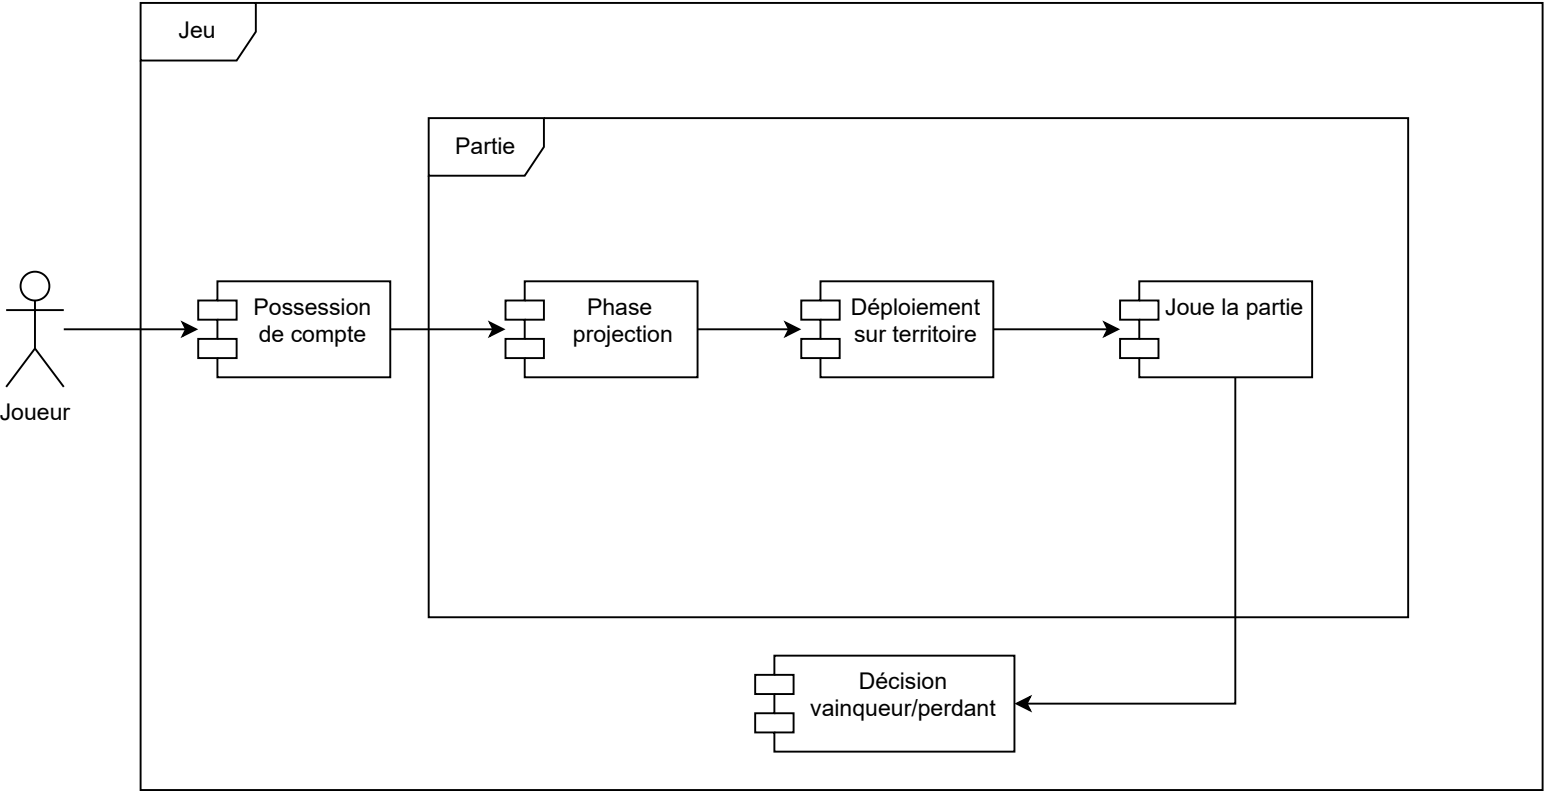 Jeu
Partie
Possession
de compte
Phase
projection
Déploiement
sur territoire
Joue la partie
Joueur
Décision
vainqueur/perdant